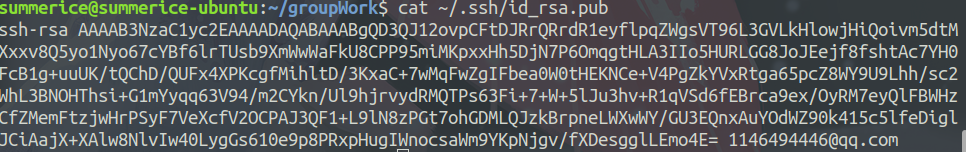 summerice@summerice-ubuntu:~/groupWork$ cat ~/.ssh/id_rsa.pub
ssh-rsa AAAAB3NzaC1yc2EAAAADAQABAAABgQD3QJ12ovpCFtDJRrQRrdR1eyflpqZWgsVT96L3GVLkHlowjHiQoivm5dtM
Xxxv8Q5yo1Nyo67cYBf6lrTUsb9XmWwWaFkU8CPP95miMKpxxHh5DjN7P6OmqgtHLA3IIo5HURLGG8JoJEejf8fshtAc7YH0
FcB1g+uuUK/tQChD/QUFx4XPKcgfMihltD/3KxaC+7wMqFwZgIFbea0W0tHEKNCe+V4PgZkYVxRtga65pcZ8WY9U9Lhh/sc2
WhL3BNOHThsi+G1mYyqq63V94/m2CYkn/Ul9hjrvydRMQTPs63Fi+7+W+5lJu3hv+R1qVSd6fEBrca9ex/OyRM7eyQlFBWHz
CfZMemFtzjwHrPSyF7VeXcfV2OCPAJ3QF1+L9lN8zPGt7ohGDMLQJzkBrpneLWXwWY/GU3EQnxAuYOdWZ90k415c5lfeDigl
JCiAajX+XAlw8NlvIw40LygGs610e9p8PRxpHugIWnocsaWm9YKpNjgv/fXDesgglLEmo4E= 1146494446@qq.com